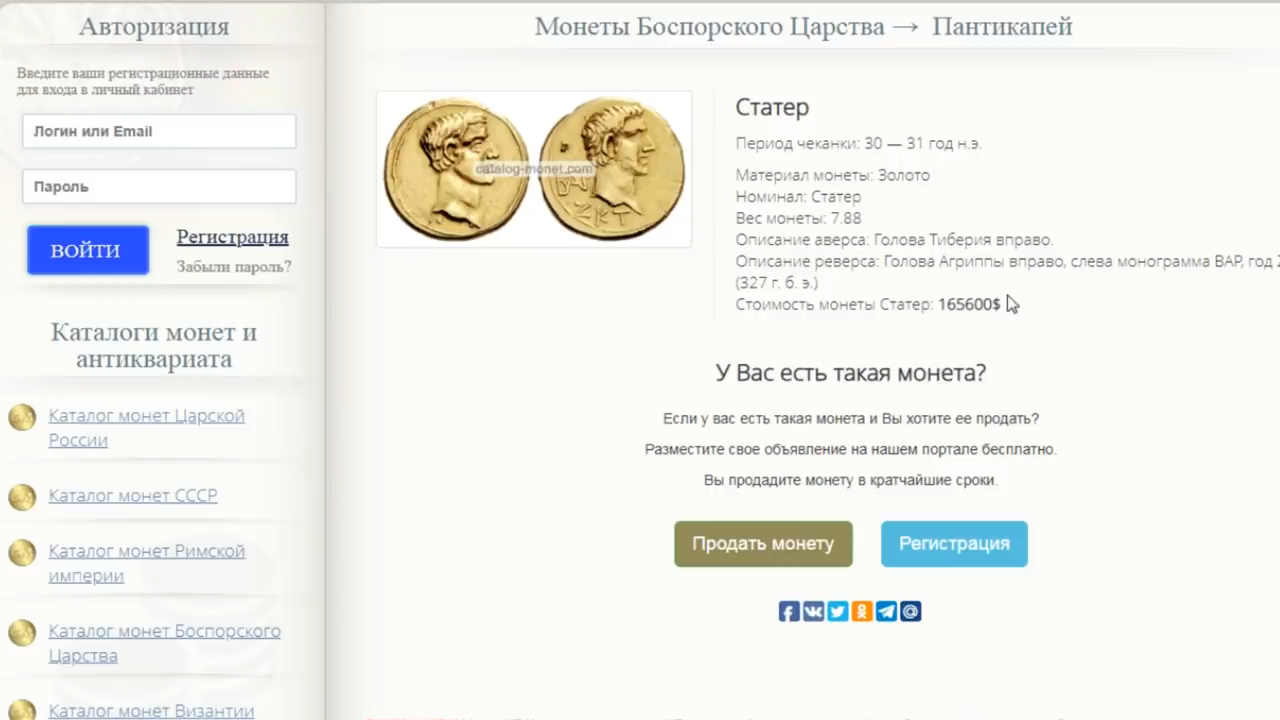 Авторизация
Введите ваши регистрационные данные
для входа в личный кабинет
Логин или Email
Пароль
ВОЙТИ
Регистрация
Забыли пароль?
Каталоги монет и
антиквариата
Каталог монет Царской
России
Каталог монет СССР
Каталог монет Римской
империи
Каталог монет Боспорского
Царства
Каталог монет Византии
Монеты Боспорского Царства → Пантикапей
catalog-monet.com
Статер
Период чеканки: 30 — 31 год н.э.
Материал монеты: Золото
Номинал: Статер
Вес монеты: 7.88
Описание аверса: Голова Тиберия вправо.
Описание реверса: Голова Агриппы вправо, слева монограмма ВАР, год
(327 г. б. э.)
Стоимость монеты Статер: 165600$
У Вас есть такая монета?
Если у вас есть такая монета и Вы хотите ее продать?
Разместите свое объявление на нашем портале бесплатно.
Вы продадите монету в кратчайшие сроки.
Продать монету
Регистрация